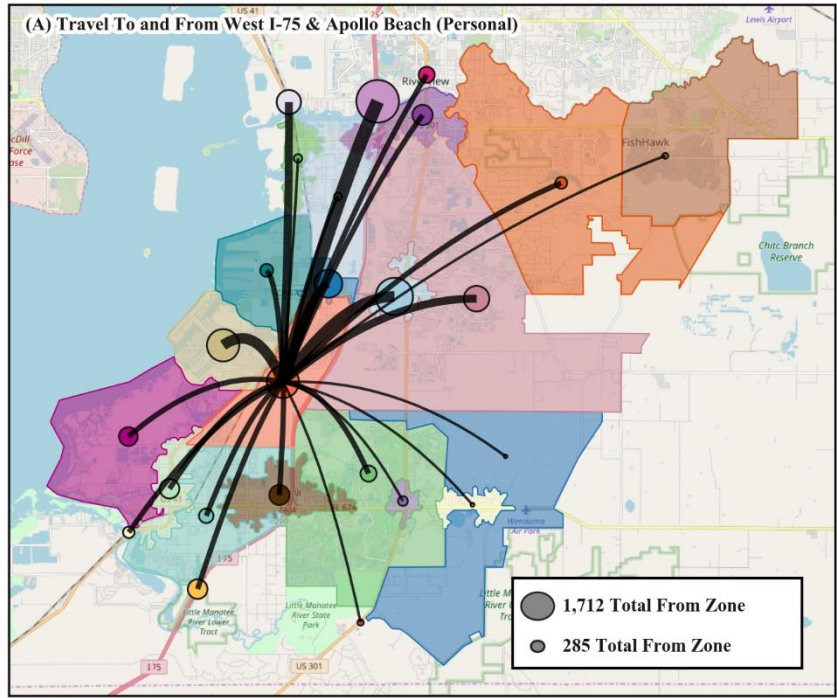 (A) Travel To and From West I-75 & Apollo Beach (Personal)
US 41
Lewis Airport
FishHawk
Chito Branch
Reserve
Wimauma
Air Park
I 75
Little Manatee
River Lower
Tract
Little Manatee
River State
Park
I 75
US 301
1,712 Total From Zone
285 Total From Zone